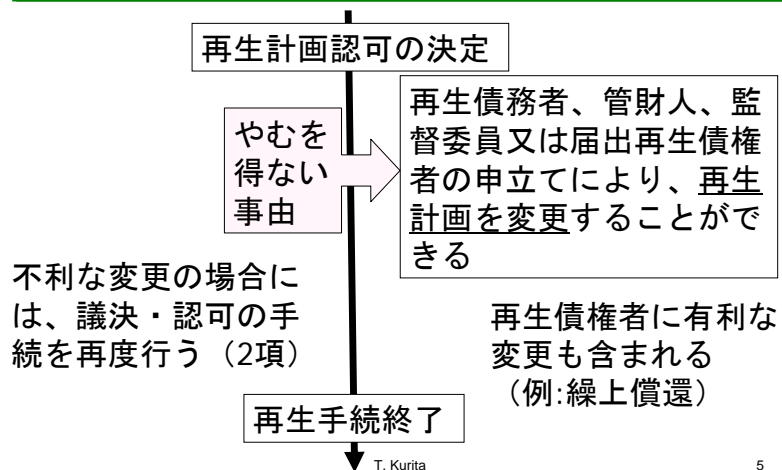 再生計画認可の決定
やむを
得ない
事由
再生債務者、管財人、監
督委員又は届出再生債権
者の申立てにより、再生
計画を変更することがで
きる
不利な変更の場合に
は、議決・認可の手
続を再度行う（2項）
再生債権者に有利な
変更も含まれる
（例:繰上償還）
再生手続終了
T. Kurita
5